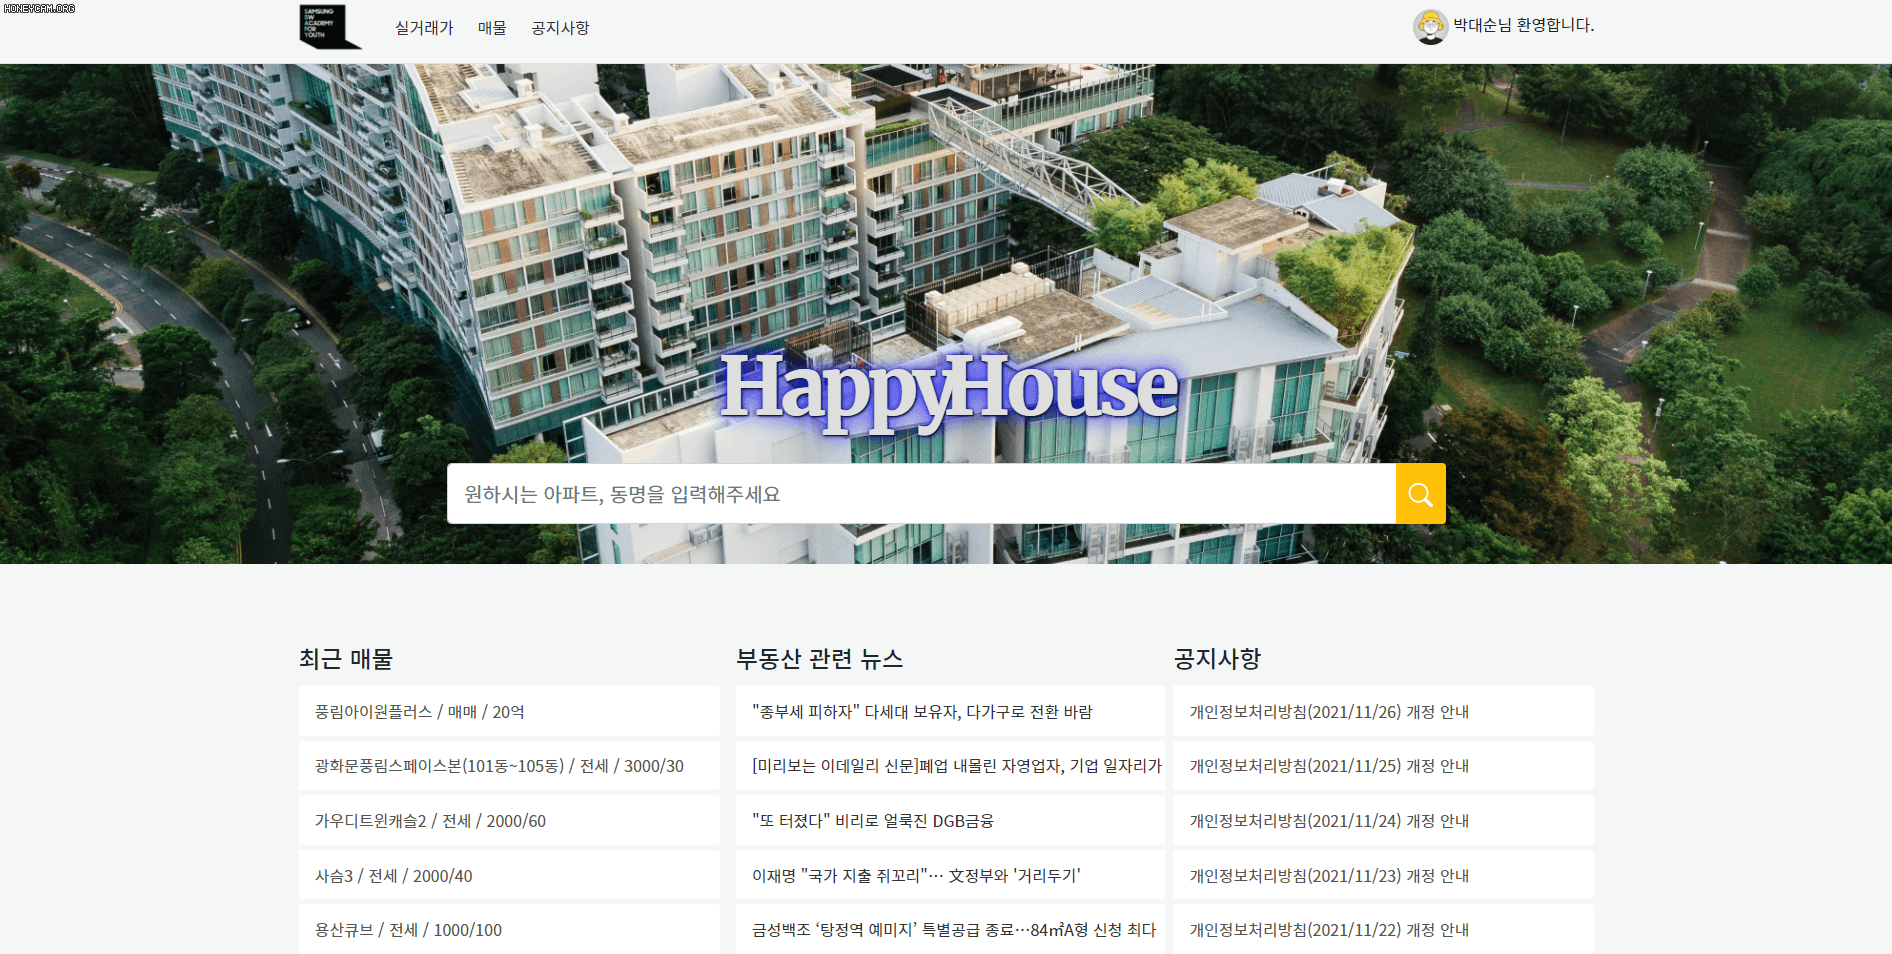 HONEYCAM.ORG
SAMSUNG
SW
ACADEMY
FOR
YOUTH
실거래가 매물 공지사항
박대순님 환영합니다.
HappyHouse
원하시는 아파트, 동명을 입력해주세요
최근 매물
풍림아이원플러스 / 매매 / 20억
광화문풍림스페이스본(101동~105동) / 전세 / 3000/30
가우디트윈캐슬2 / 전세 / 2000/60
사슴3 / 전세 / 2000/40
용산큐브 / 전세 / 1000/100
부동산 관련 뉴스
"종부세 피하자" 다세대 보유자, 다가구로 전환 바람
[미리보는 이데일리 신문]폐업 내몰린 자영업자, 기업 일자리가
"또 터졌다" 비리로 얼룩진 DGB금융
이재명 "국가 지출 쥐꼬리"… 文정부와 '거리두기'
금성백조 ‘탕정역 예미지’ 특별공급 종료…84㎡A형 신청 최다
공지사항
개인정보처리방침(2021/11/26) 개정 안내
개인정보처리방침(2021/11/25) 개정 안내
개인정보처리방침(2021/11/24) 개정 안내
개인정보처리방침(2021/11/23) 개정 안내
개인정보처리방침(2021/11/22) 개정 안내